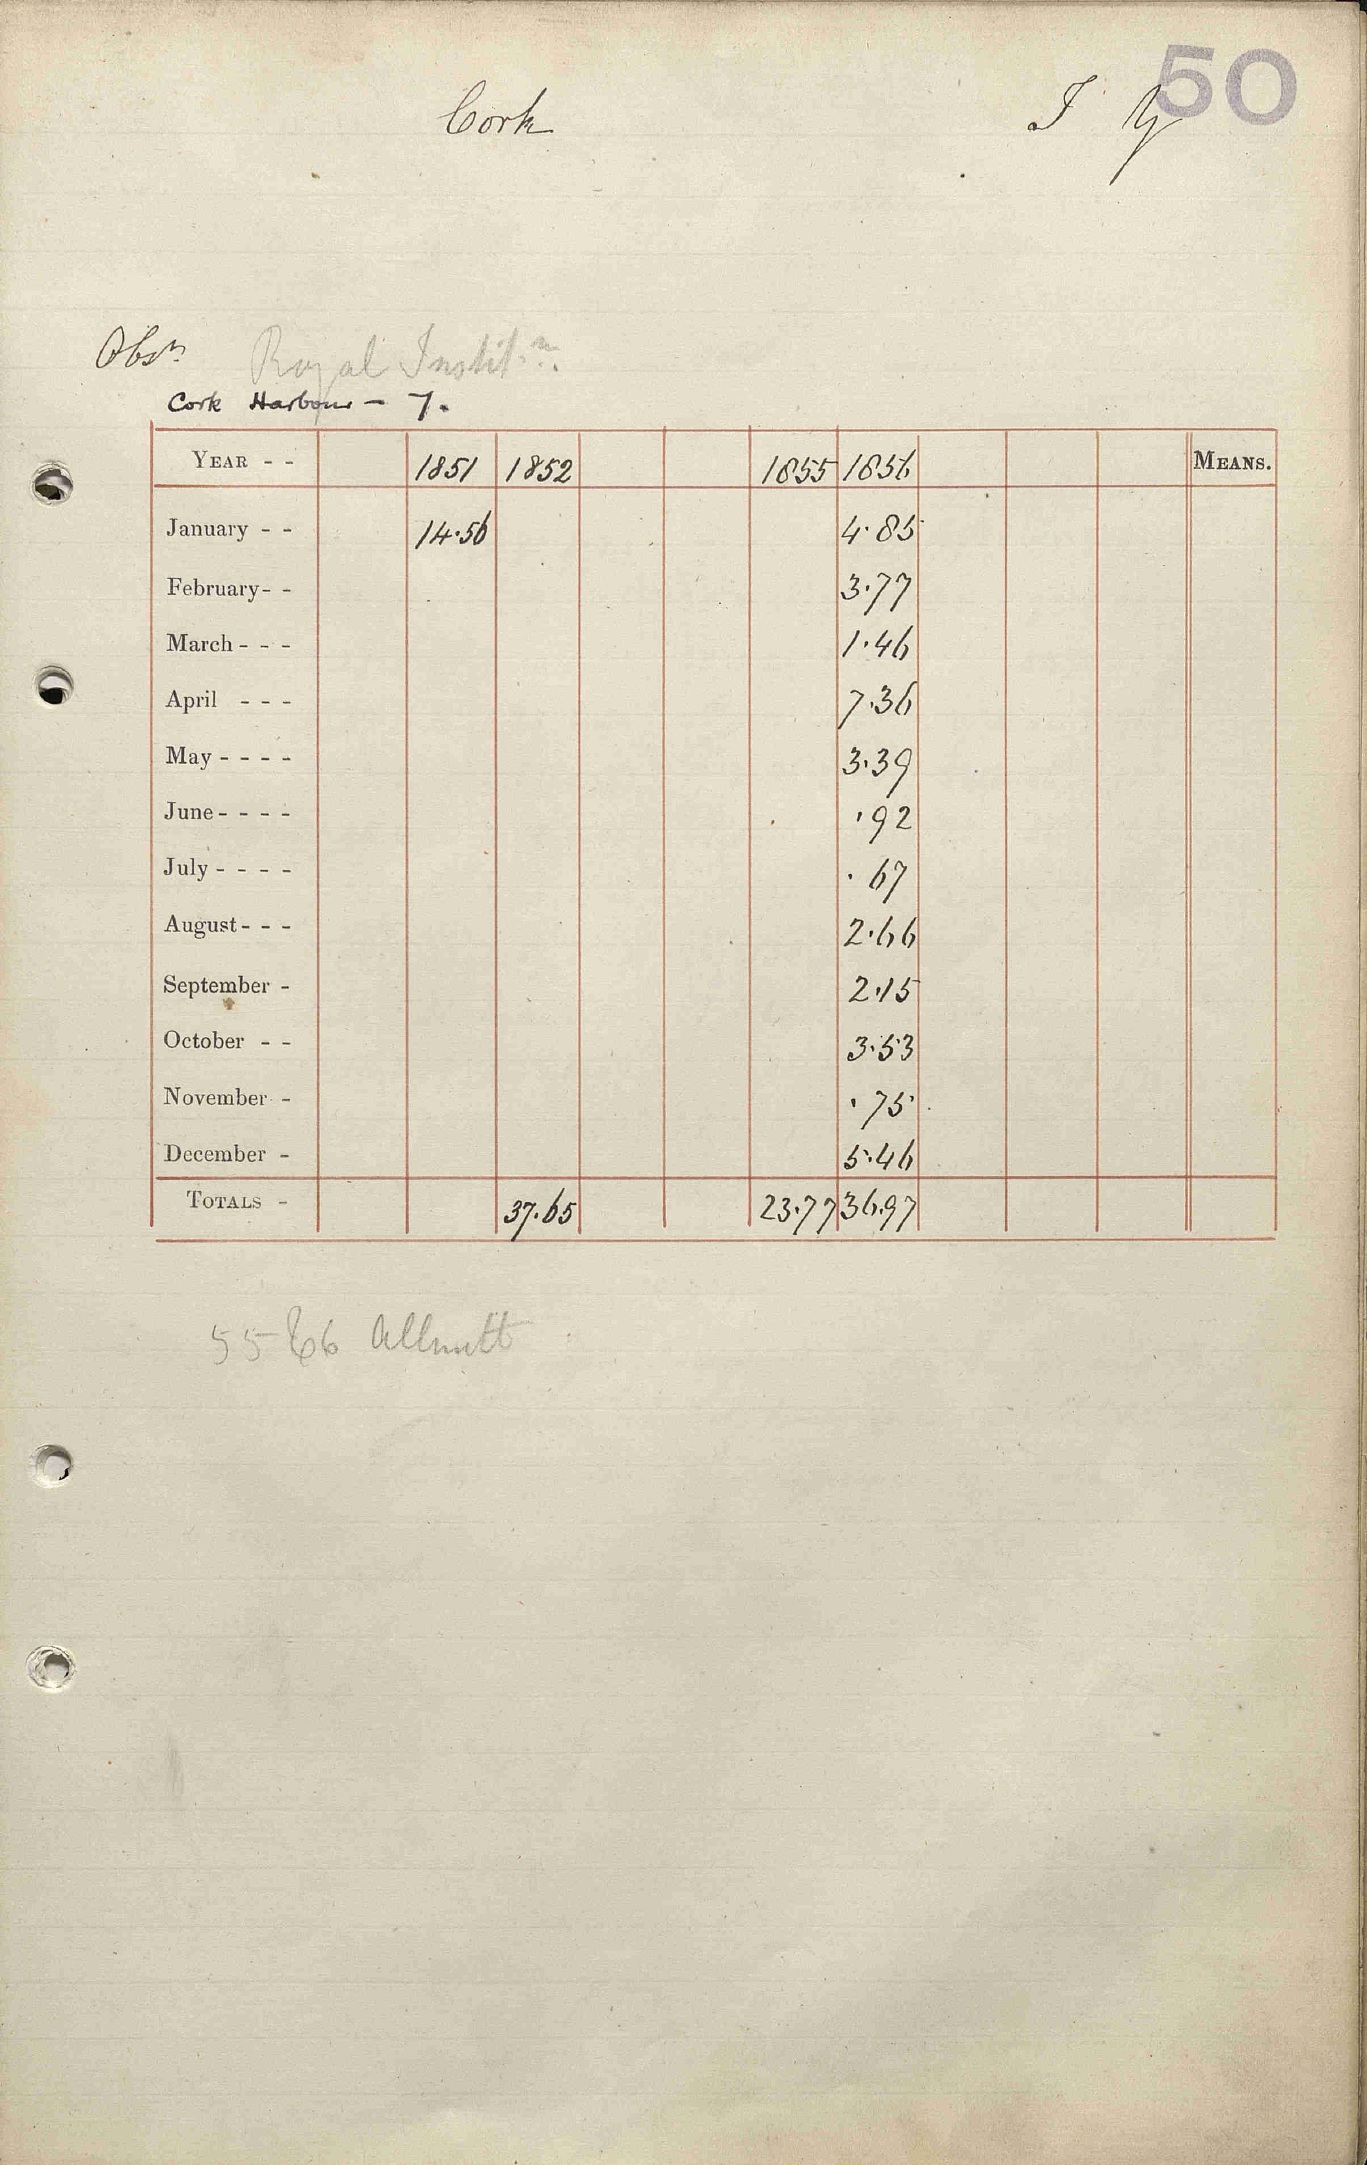 50
Cork I
Obsn Royal Instit.n.
Cork Harbour - 7.
YEAR - - 1851 1852 1855 1856 MEANS.
January - - 14.56 4.85
February- - 3.77
March - - - 1.46
April - - - 7.36
May - - - - 3.39
June - - - - .92
July - - - - .67
August - - - 2.66
September - 2.15
October - - 3.53
November - .75
December - 5.46
TOTALS - 37.65 23.77 36.97
55 & 6 Allnutt